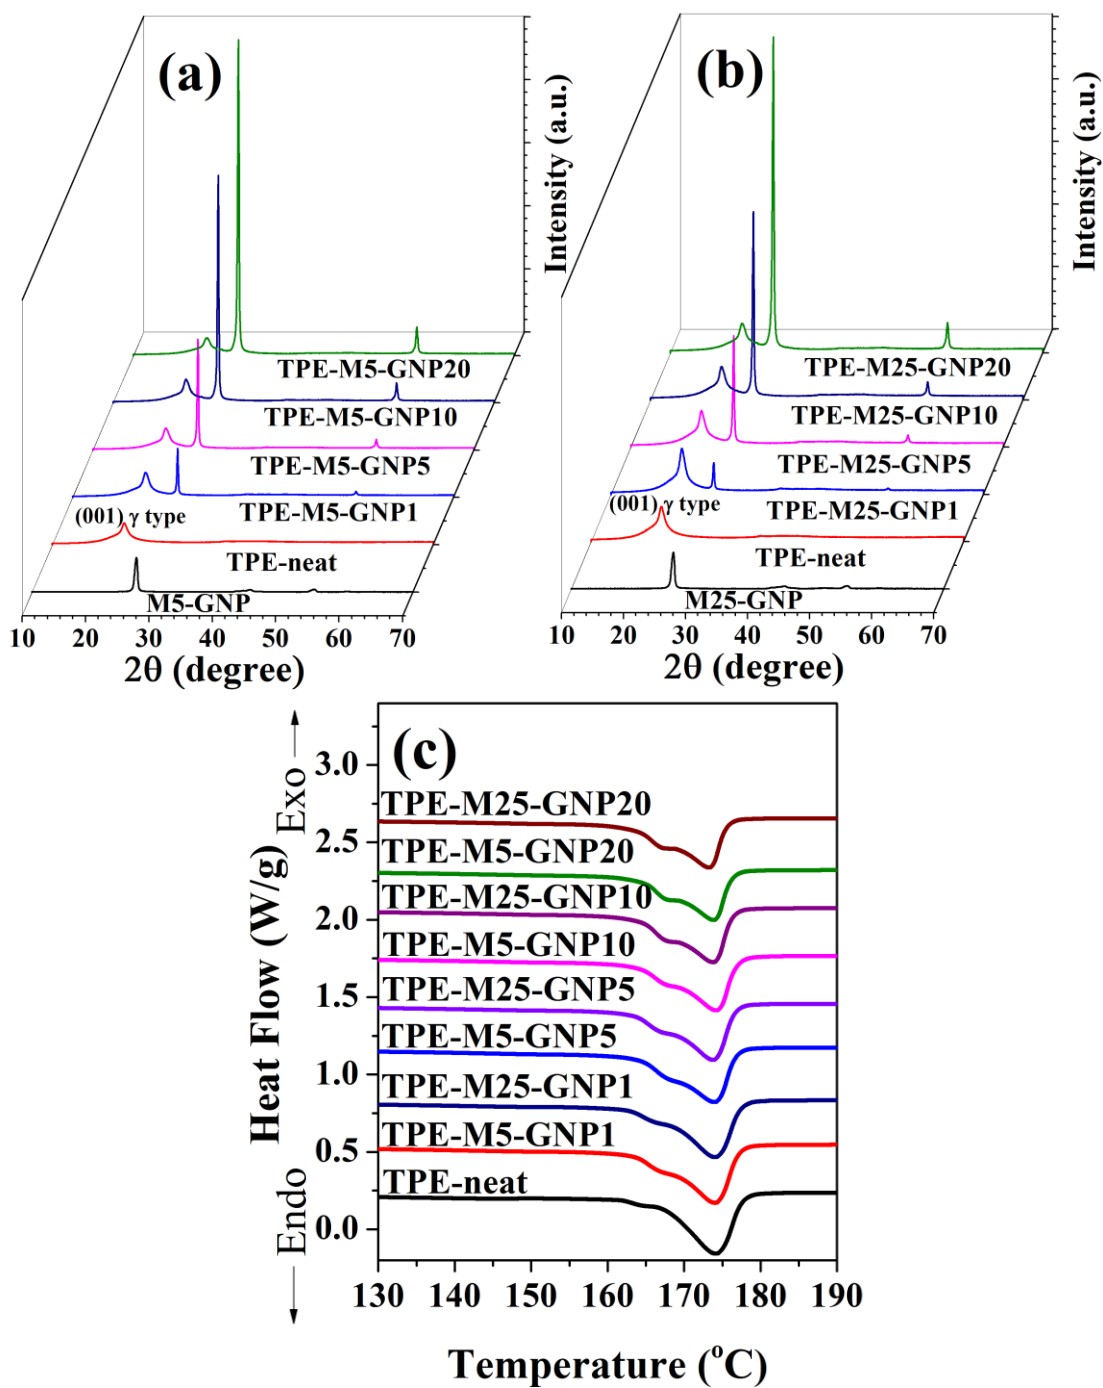 (a)
Intensity (a.u.)
TPE-M5-GNP20
TPE-M5-GNP10
TPE-M5-GNP5
TPE-M5-GNP1
(001) γ type
TPE-neat
M5-GNP
10 20 30 40 50 60 70
2θ (degree)
(b)
Intensity (a.u.)
TPE-M25-GNP20
TPE-M25-GNP10
TPE-M25-GNP5
TPE-M25-GNP1
(001) γ type
TPE-neat
M25-GNP
10 20 30 40 50 60 70
2θ (degree)
(c)
Exo
Endo
Heat Flow (W/g)
3.0
2.5
2.0
1.5
1.0
0.5
0.0
TPE-M25-GNP20
TPE-M5-GNP20
TPE-M25-GNP10
TPE-M5-GNP10
TPE-M25-GNP5
TPE-M5-GNP5
TPE-M25-GNP1
TPE-M5-GNP1
TPE-neat
130 140 150 160 170 180 190
Temperature (°C)